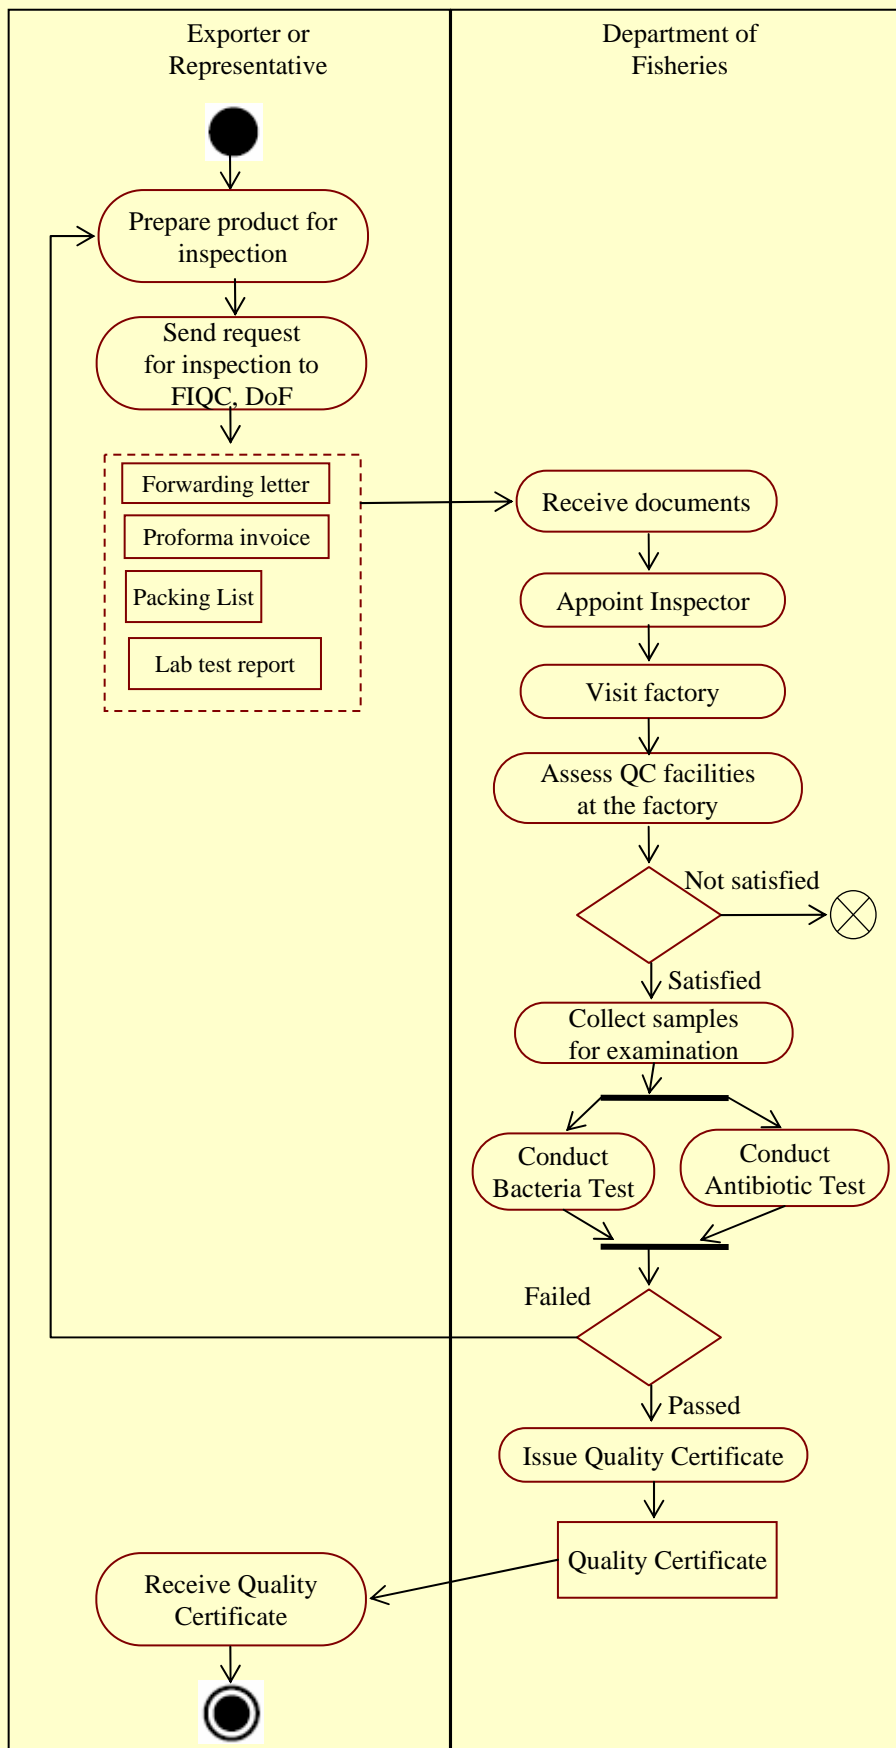 Exporter or
Representative
Department of
Fisheries
Prepare product for
inspection
Send request
for inspection to
FIQC, DoF
Forwarding letter
Proforma invoice
Packing List
Lab test report
Receive documents
Appoint Inspector
Visit factory
Assess QC facilities
at the factory
Not satisfied
Satisfied
Collect samples
for examination
Conduct
Bacteria Test
Conduct
Antibiotic Test
Failed
Passed
Issue Quality Certificate
Quality Certificate
Receive Quality
Certificate